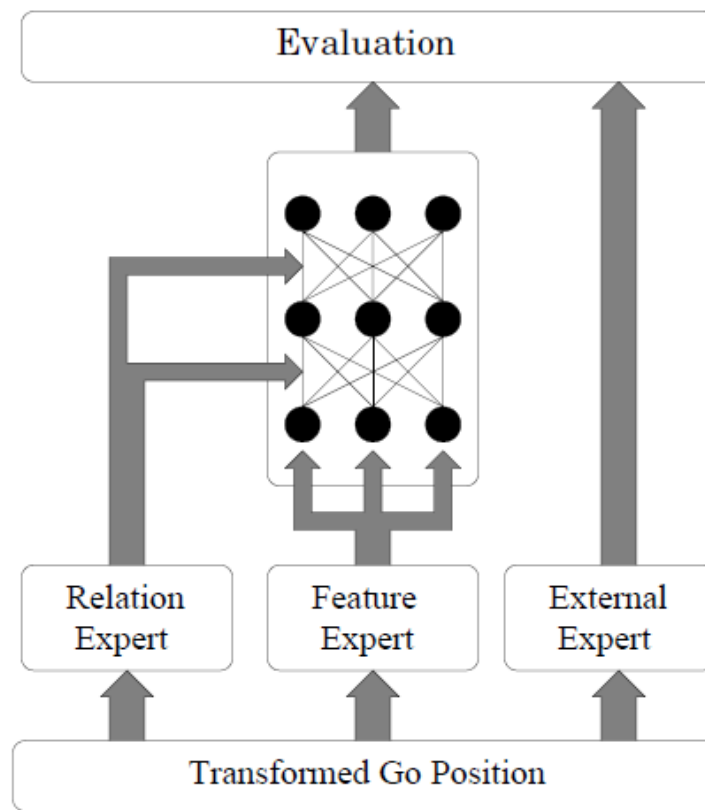 Evaluation
Relation
Expert
Feature
Expert
External
Expert
Transformed Go Position